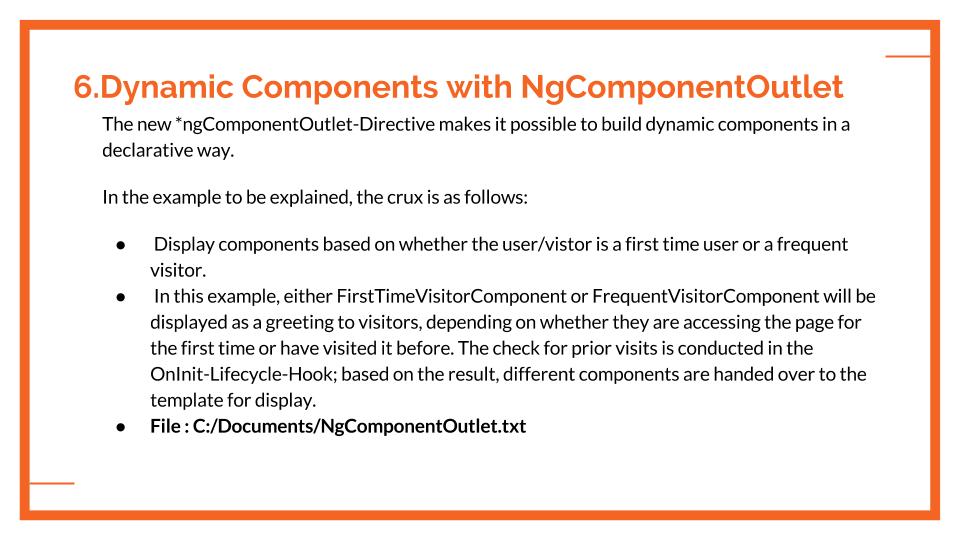 6.Dynamic Components with NgComponentOutlet
The new *ngComponentOutlet-Directive makes it possible to build dynamic components in a
declarative way.
In the example to be explained, the crux is as follows:
● Display components based on whether the user/vistor is a first time user or a frequent
visitor.
● In this example, either FirstTimeVisitorComponent or FrequentVisitorComponent will be
displayed as a greeting to visitors, depending on whether they are accessing the page for
the first time or have visited it before. The check for prior visits is conducted in the
OnInit-Lifecycle-Hook; based on the result, different components are handed over to the
template for display.
● File : C:/Documents/NgComponentOutlet.txt